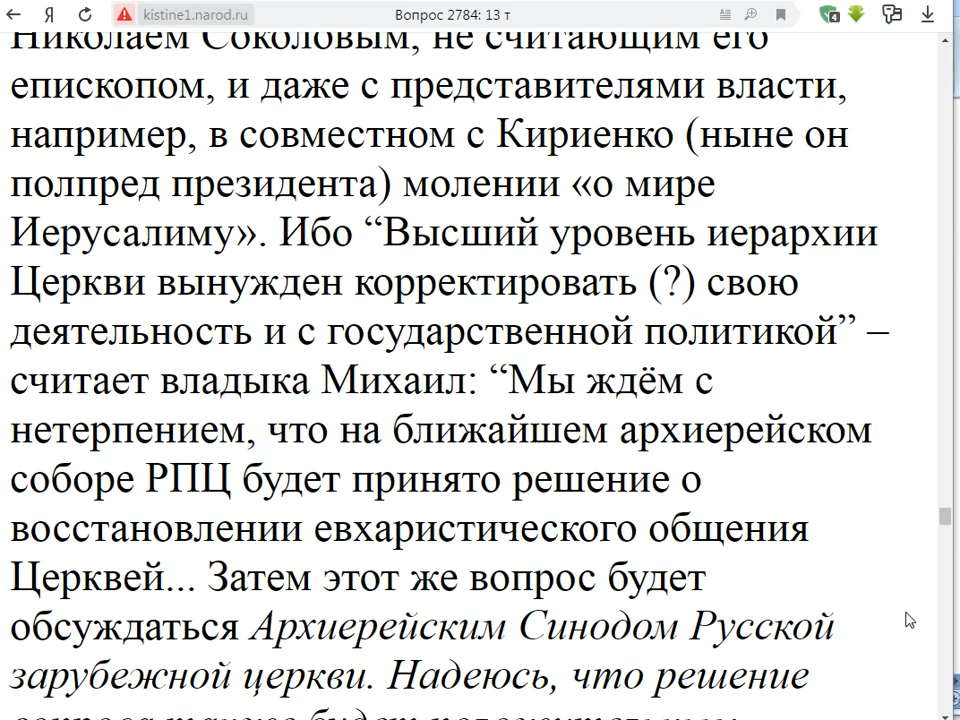 kistine1.narod.ru
Вопрос 2784: 13 т
4
Николаем Соколовым, не считающим его
епископом, и даже с представителями власти,
например, в совместном с Кириенко (ныне он
полпред президента) молении «о мире
Иерусалиму». Ибо “Высший уровень иерархии
Церкви вынужден корректировать (?) свою
деятельность и с государственной политикой” –
считает владыка Михаил: “Мы ждём с
нетерпением, что на ближайшем архиерейском
соборе РПЦ будет принято решение о
восстановлении евхаристического общения
Церквей... Затем этот же вопрос будет
обсуждаться Архиерейским Синодом Русской
зарубежной церкви. Надеюсь, что решение